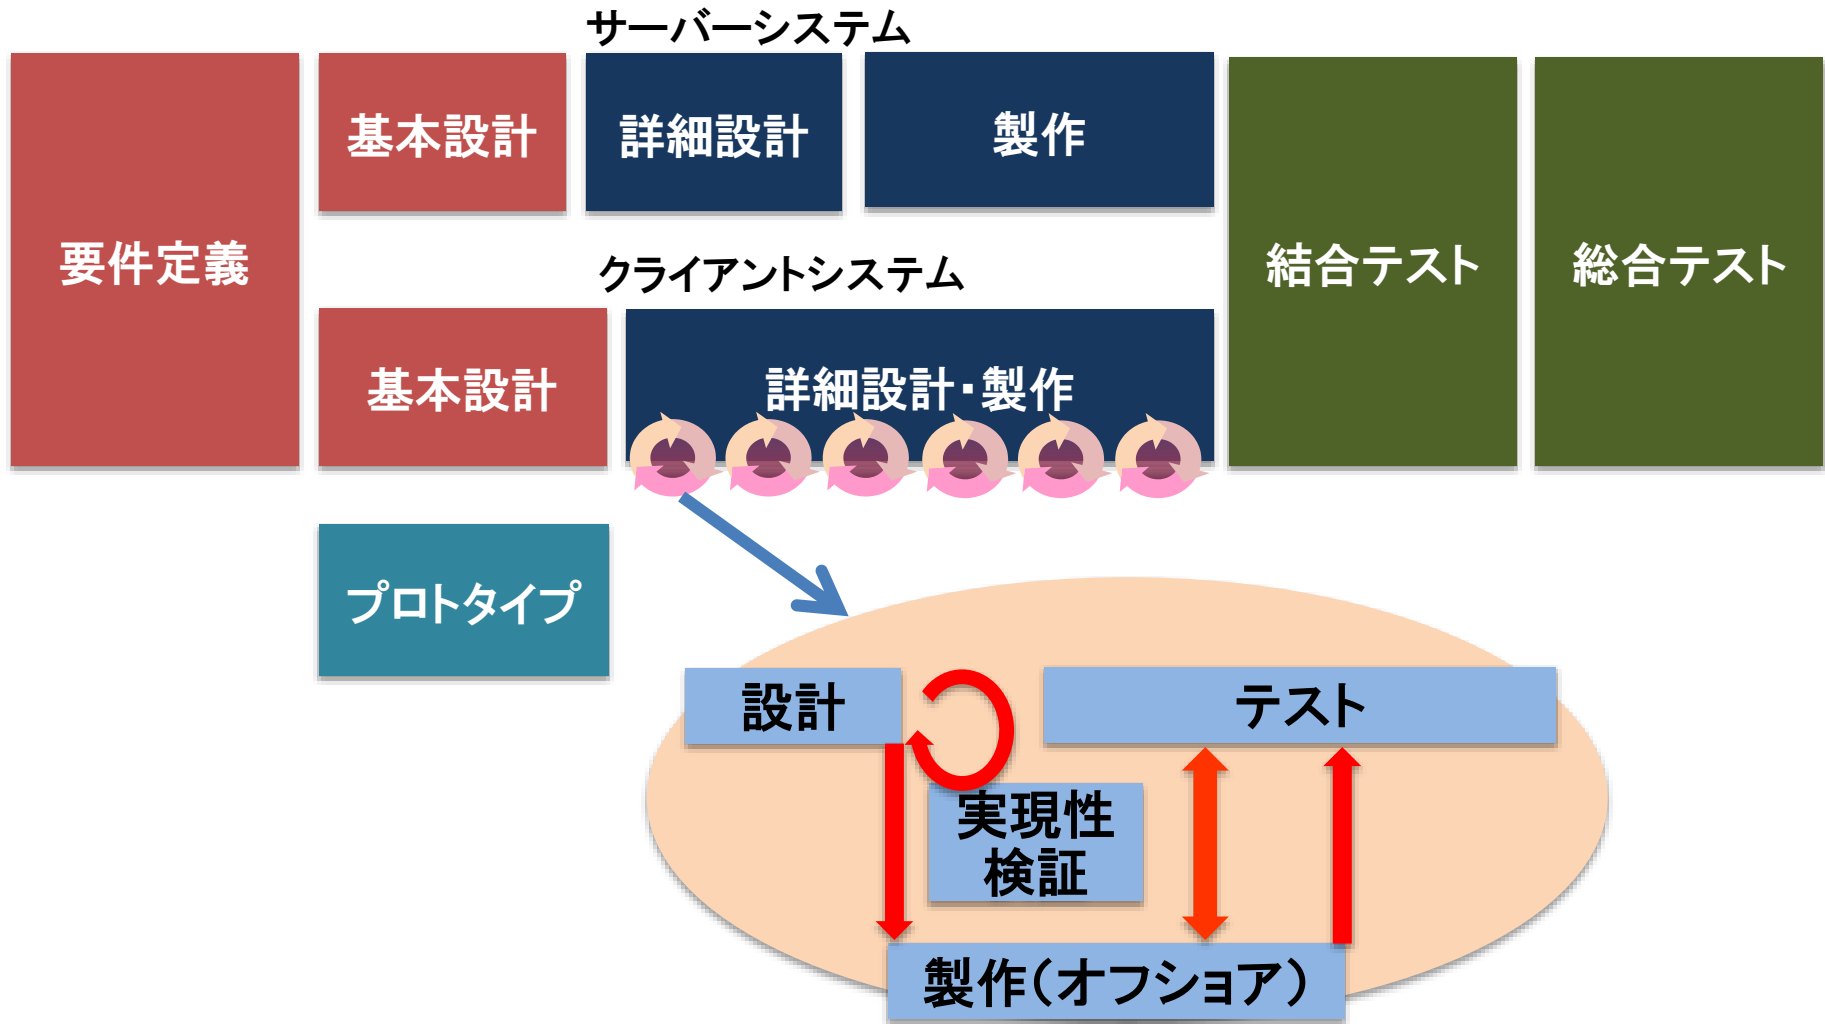 サーバーシステム
要件定義
基本設計
詳細設計
製作
結合テスト
総合テスト
クライアントシステム
基本設計
詳細設計・製作
プロトタイプ
設計
テスト
実現性
検証
製作（オフショア）